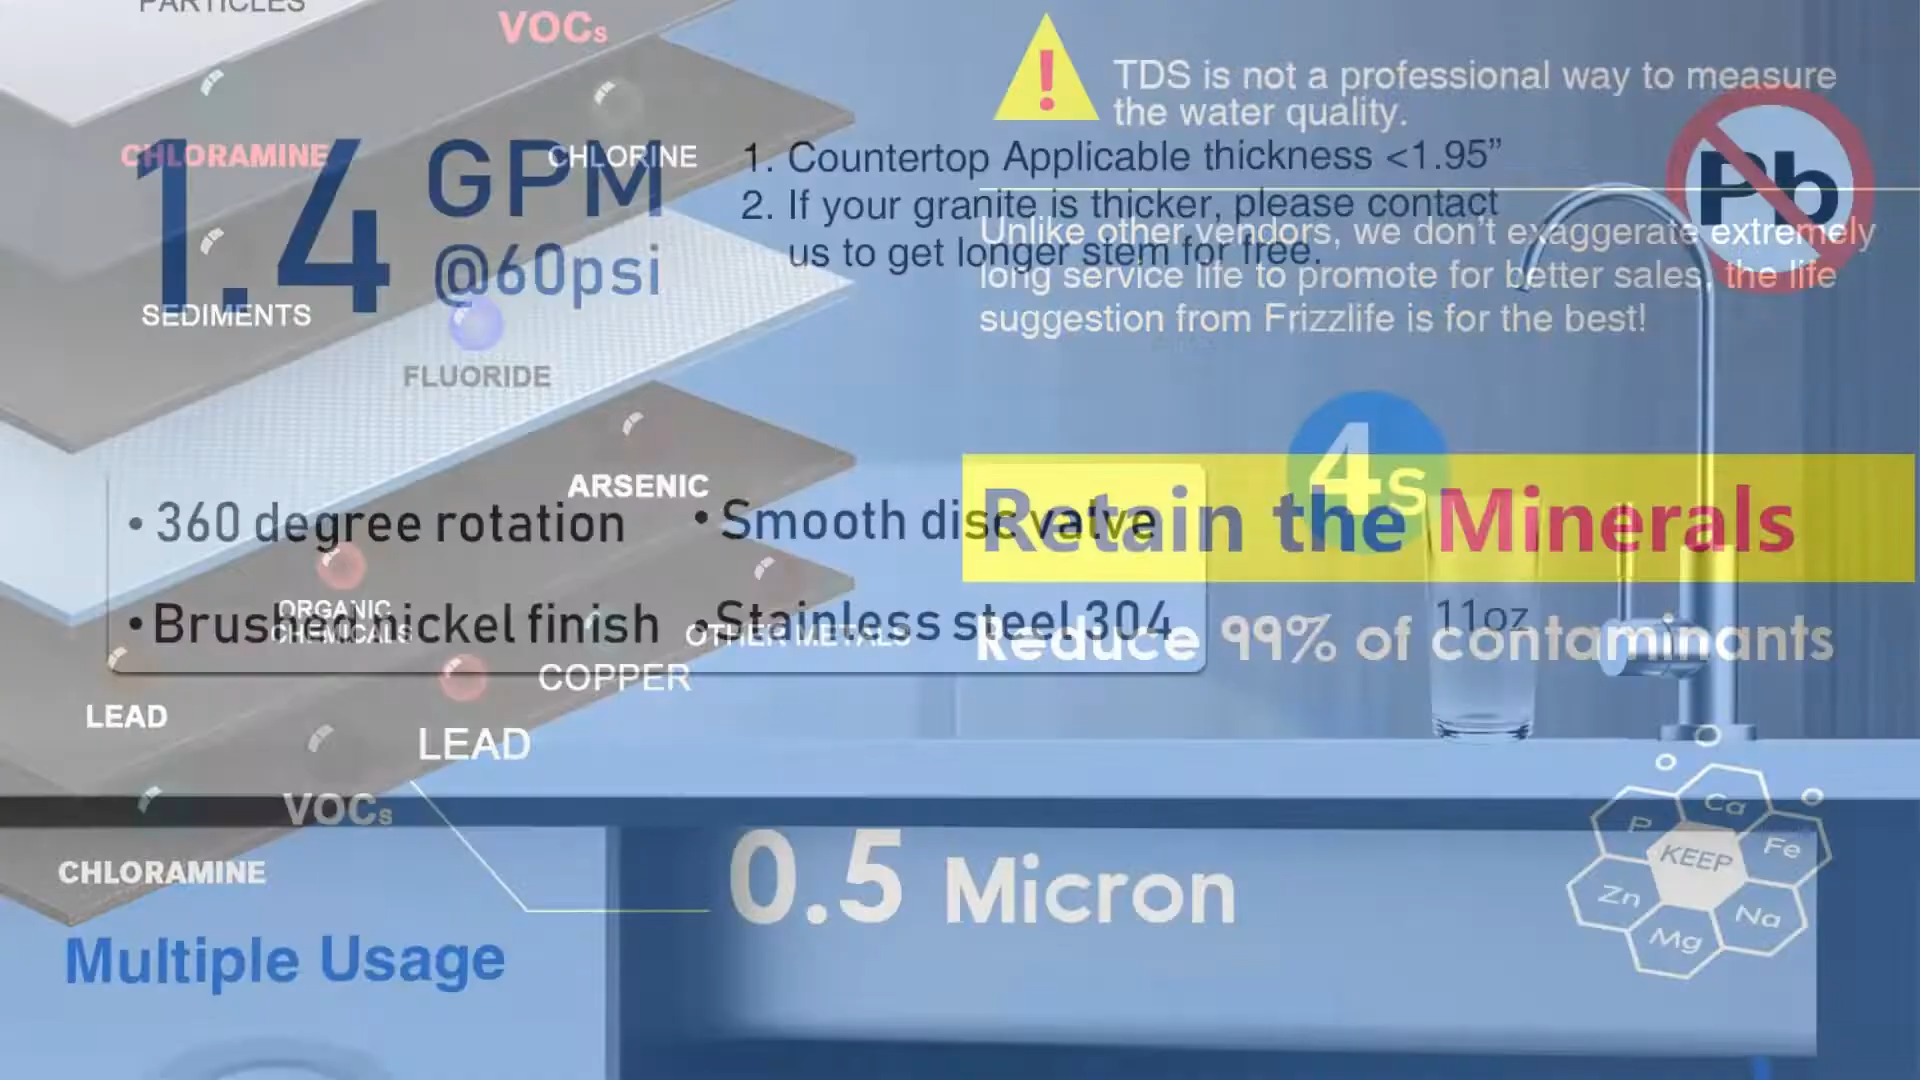 PARTICLES
VOCs
TDS is not a professional way to measure
the water quality.
CHLORAMINE
1.4 GPM
@60psi
CHLORINE
1. Countertop Applicable thickness <1.95”
2. If your granite is thicker, please contact
us to get longer stem for free.
Pb
Unlike other vendors, we don't exaggerate extremely
long service life to promote for better sales, the life
suggestion from Frizzlife is for the best!
SEDIMENTS
FLUORIDE
4s
ARSENIC
• 360 degree rotation
• Smooth disc valve
Retain the Minerals
ORGANIC
CHEMICALS
• Brushed nickel finish
• Stainless steel 304
OTHER METALS
11oz
Reduce 99% of contaminants
COPPER
LEAD
LEAD
VOCs
CHLORAMINE
0.5 Micron
Ca
P
Fe
KEEP
Zn
Na
Mg
Multiple Usage